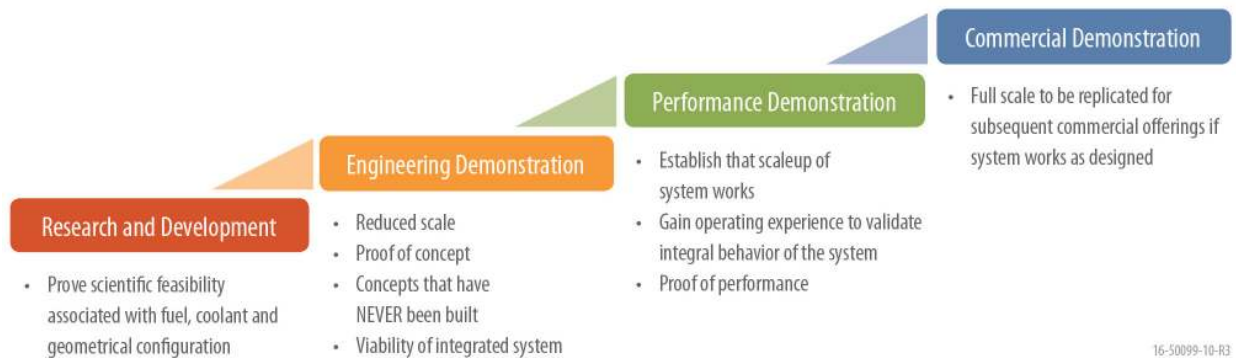 Research and Development
• Prove scientific feasibility
associated with fuel, coolant and
geometrical configuration
Engineering Demonstration
• Reduced scale
• Proof of concept
• Concepts that have
NEVER been built
• Viability of integrated system
Performance Demonstration
• Establish that scaleup of
system works
• Gain operating experience to validate
integral behavior of the system
• Proof of performance
Commercial Demonstration
• Full scale to be replicated for
subsequent commercial offerings if
system works as designed
16-50099-10-R3